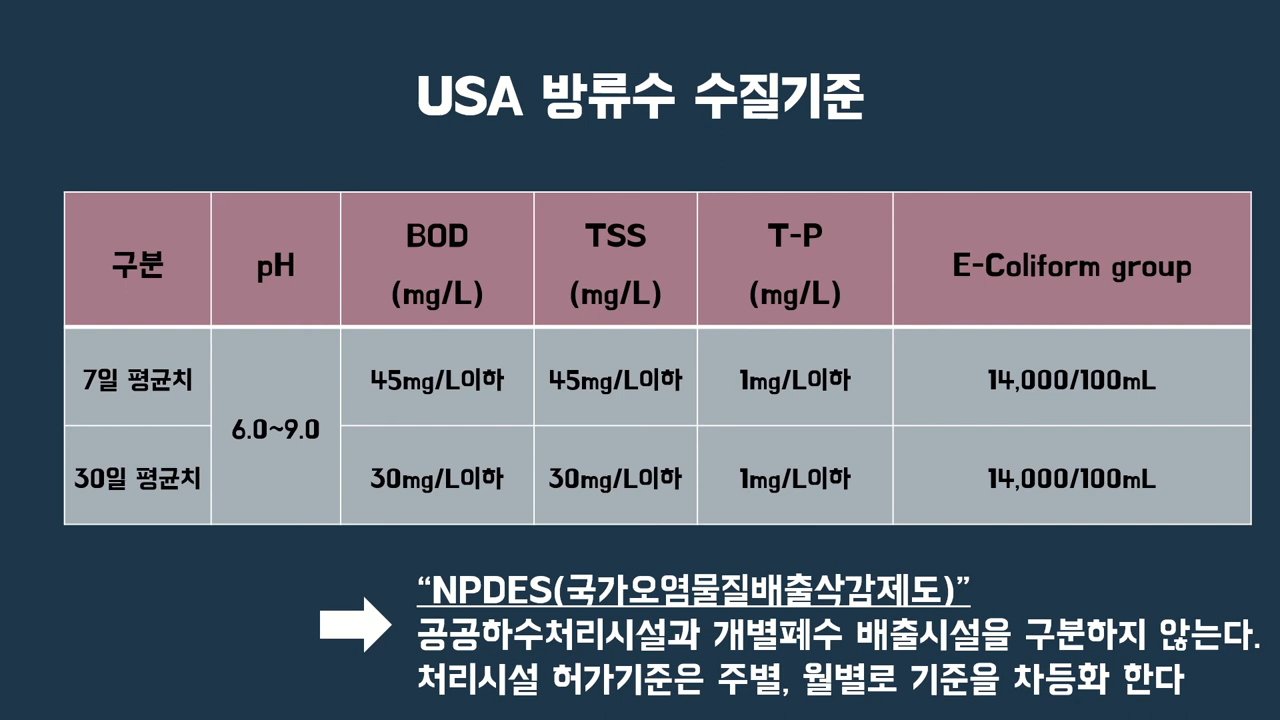 USA 방류수 수질기준
구분 pH BOD (mg/L) TSS (mg/L) T-P (mg/L) E-Coliform group
7일 평균치 6.0~9.0 45mg/L이하 45mg/L이하 1mg/L이하 14,000/100mL
30일 평균치 30mg/L이하 30mg/L이하 1mg/L이하 14,000/100mL
“NPDES(국가오염물질배출삭감제도)”
공공하수처리시설과 개별폐수 배출시설을 구분하지 않는다.
처리시설 허가기준은 주별, 월별로 기준을 차등화 한다